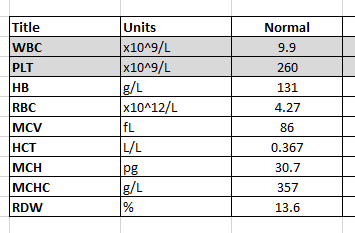 Title Units Normal
WBC x10^9/L 9.9
PLT x10^9/L 260
HB g/L 131
RBC x10^12/L 4.27
MCV fL 86
HCT L/L 0.367
MCH pg 30.7
MCHC g/L 357
RDW % 13.6